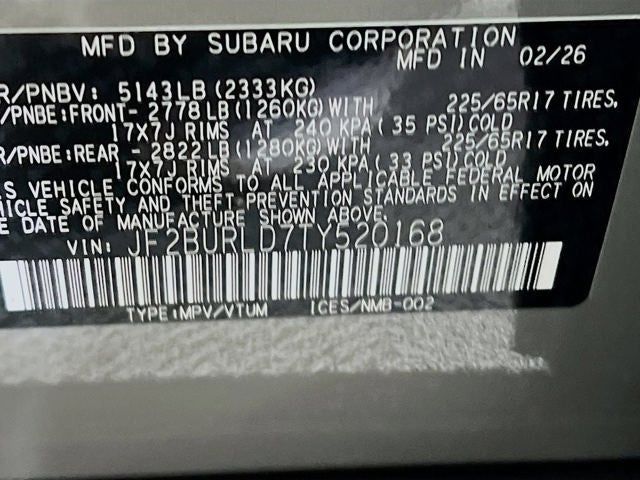 MFD BY SUBARU CORPORATION
MFD IN 02/26
R/PNBV: 5143LB (2333KG)
/PNBE:FRONT- 2778 LB (1260KG) WITH 225/65R17 TIRES.
17X7J RIMS AT 240 KPA ( 35 PSI) COLD
R/PNBE:REAR - 2822 LB (1280KG) WITH 225/65R17 TIRES.
17X7J RIMS AT 230 KPA ( 33 PSI) COLD
S VEHICLE CONFORMS TO ALL APPLICABLE FEDERAL MOTOR
HICLE SAFETY AND THEFT PREVENTION STANDARDS IN EFFECT ON
E DATE OF MANUFACTURE SHOWN ABOVE.
VIN: JF2BURLD7TY520168
TYPE:MPV/VTUM ICES/NMB-002